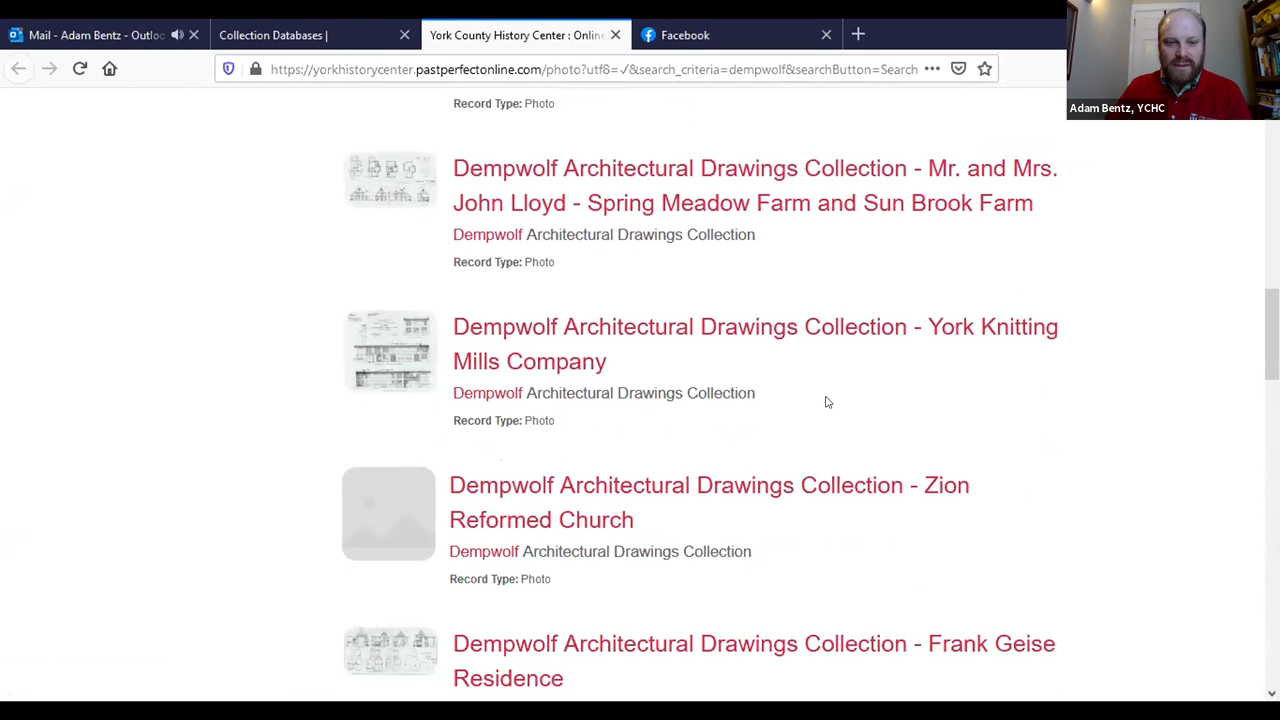 Mail - Adam Bentz - Outloc
Collection Databases |
York County History Center : Online
Facebook
https://yorkhistorycenter.pastperfectonline.com/photo?utf8=✓&search_criteria=dempwolf&searchButton=Search
Adam Bentz, YCHC
Record Type: Photo
Dempwolf Architectural Drawings Collection - Mr. and Mrs.
John Lloyd - Spring Meadow Farm and Sun Brook Farm
Dempwolf Architectural Drawings Collection
Record Type: Photo
Dempwolf Architectural Drawings Collection - York Knitting
Mills Company
Dempwolf Architectural Drawings Collection
Record Type: Photo
Dempwolf Architectural Drawings Collection - Zion
Reformed Church
Dempwolf Architectural Drawings Collection
Record Type: Photo
Dempwolf Architectural Drawings Collection - Frank Geise
Residence